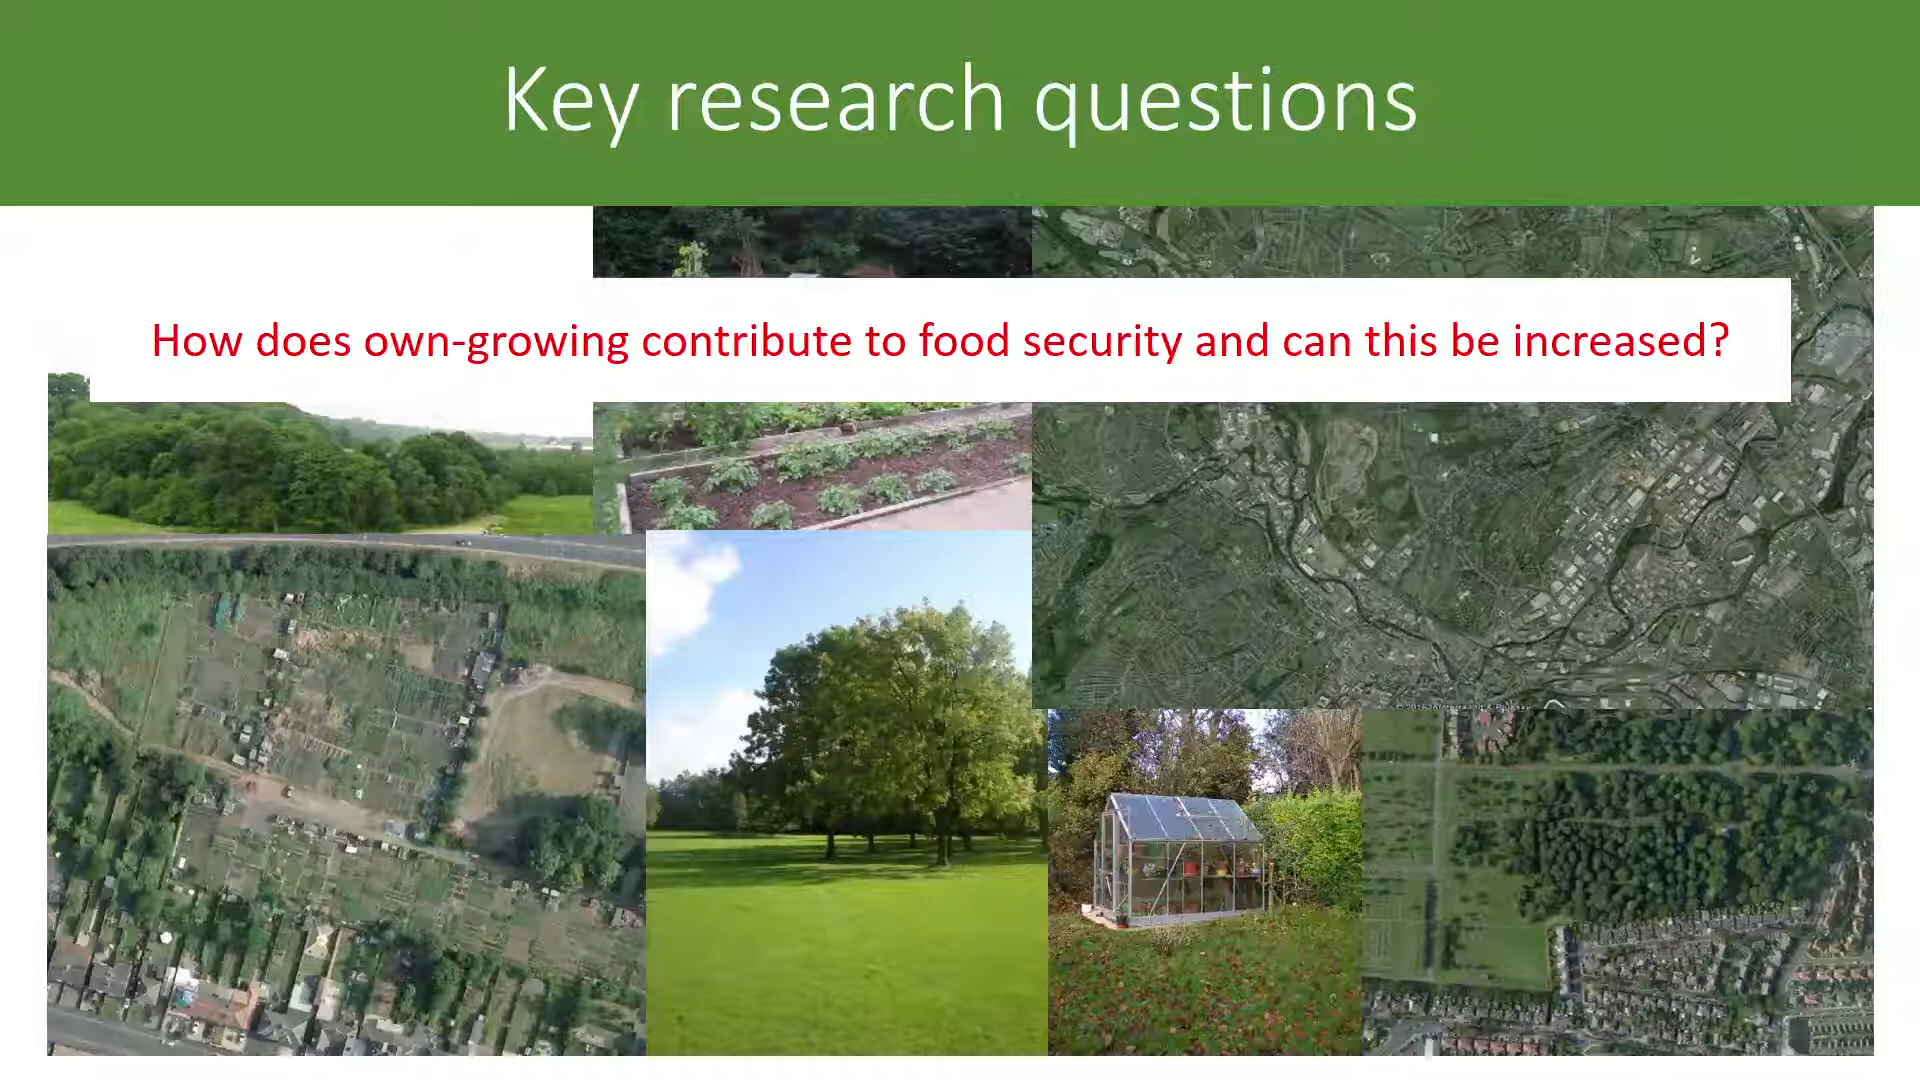 Key research questions
How does own-growing contribute to food security and can this be increased?